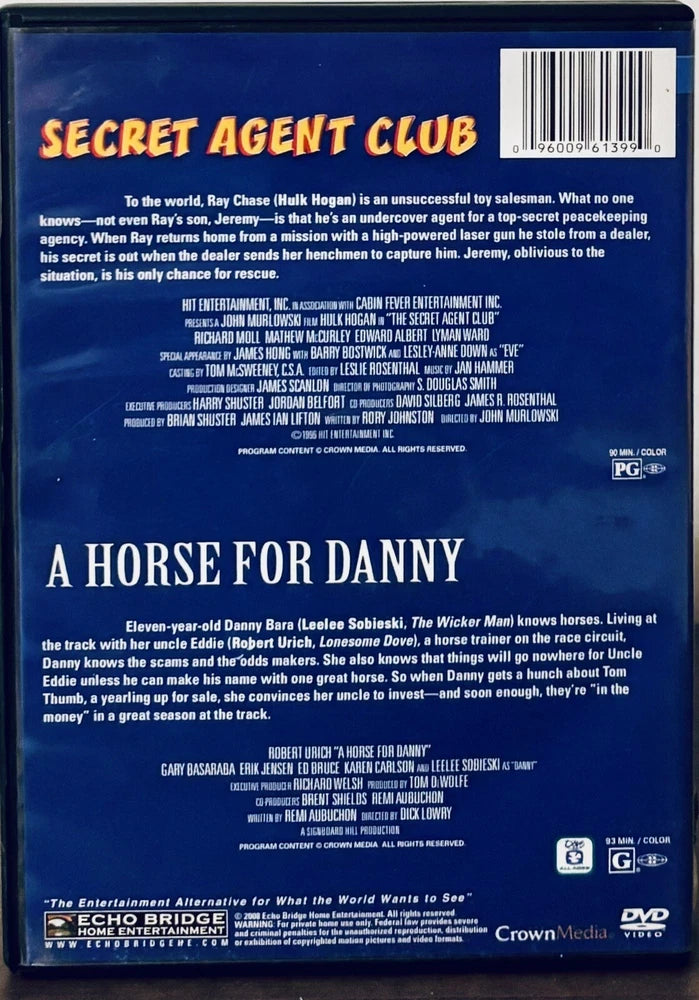 SECRET AGENT CLUB
0 96009 61399 0
To the world, Ray Chase (Hulk Hogan) is an unsuccessful toy salesman. What no one
knows—not even Ray's son, Jeremy—is that he's an undercover agent for a top-secret peacekeeping
agency. When Ray returns home from a mission with a high-powered laser gun he stole from a dealer,
his secret is out when the dealer sends her henchmen to capture him. Jeremy, oblivious to the
situation, is his only chance for rescue.
HIT ENTERTAINMENT, INC. IN ASSOCIATION WITH CABIN FEVER ENTERTAINMENT INC.
PRESENTS A JOHN MURLOWSKI FILM HULK HOGAN IN "THE SECRET AGENT CLUB"
RICHARD MOLL MATHEW McCURLEY EDWARD ALBERT LYMAN WARD
SPECIAL APPEARANCE BY JAMES HONG WITH BARRY BOSTWICK AND LESLEY-ANNE DOWN AS "EVE"
CASTING BY TOM McSWEENEY, C.S.A. EDITED BY LESLIE ROSENTHAL MUSIC BY JAN HAMMER
PRODUCTION DESIGNER JAMES SCANLON DIRECTOR OF PHOTOGRAPHY S. DOUGLAS SMITH
EXECUTIVE PRODUCERS HARRY SHUSTER JORDAN BELFORT CO PRODUCERS DAVID SILBERG JAMES R. ROSENTHAL
PRODUCED BY BRIAN SHUSTER JAMES IAN LIFTON WRITTEN BY RORY JOHNSTON DIRECTED BY JOHN MURLOWSKI
© 1995 HIT ENTERTAINMENT INC
PROGRAM CONTENT © CROWN MEDIA. ALL RIGHTS RESERVED.
90 MIN. / COLOR
PG
A HORSE FOR DANNY
Eleven-year-old Danny Bara (Leelee Sobieski, The Wicker Man) knows horses. Living at
the track with her uncle Eddie (Robert Urich, Lonesome Dove), a horse trainer on the race circuit,
Danny knows the scams and the odds makers. She also knows that things will go nowhere for Uncle
Eddie unless he can make his name with one great horse. So when Danny gets a hunch about Tom
Thumb, a yearling up for sale, she convinces her uncle to invest—and soon enough, they're "in the
money" in a great season at the track.
ROBERT URICH "A HORSE FOR DANNY"
GARY BASARABA ERIK JENSEN ED BRUCE KAREN CARLSON AND LEELEE SOBIESKI AS "DANNY"
EXECUTIVE PRODUCER RICHARD WELSH PRODUCED BY TOM DeWOLFE
CO PRODUCERS BRENT SHIELDS REMI AUBUCHON
WRITTEN BY REMI AUBUCHON DIRECTED BY DICK LOWRY
A SIGNBOARD HILL PRODUCTION
PROGRAM CONTENT © CROWN MEDIA ALL RIGHTS RESERVED.
ALL AGES
93 MIN. / COLOR
G
"The Entertainment Alternative for What the World Wants to See"
ECHO BRIDGE
HOME ENTERTAINMENT
WWW.ECHOBRIDGEHE.COM
© 2008 Echo Bridge Home Entertainment. All rights reserved
WARNING: For private home use only. Federal law provides severe
and criminal penalties for the unauthorized reproduction, distribution
or exhibition of copyrighted motion pictures and video formats.
CrownMedia
DVD
VIDEO